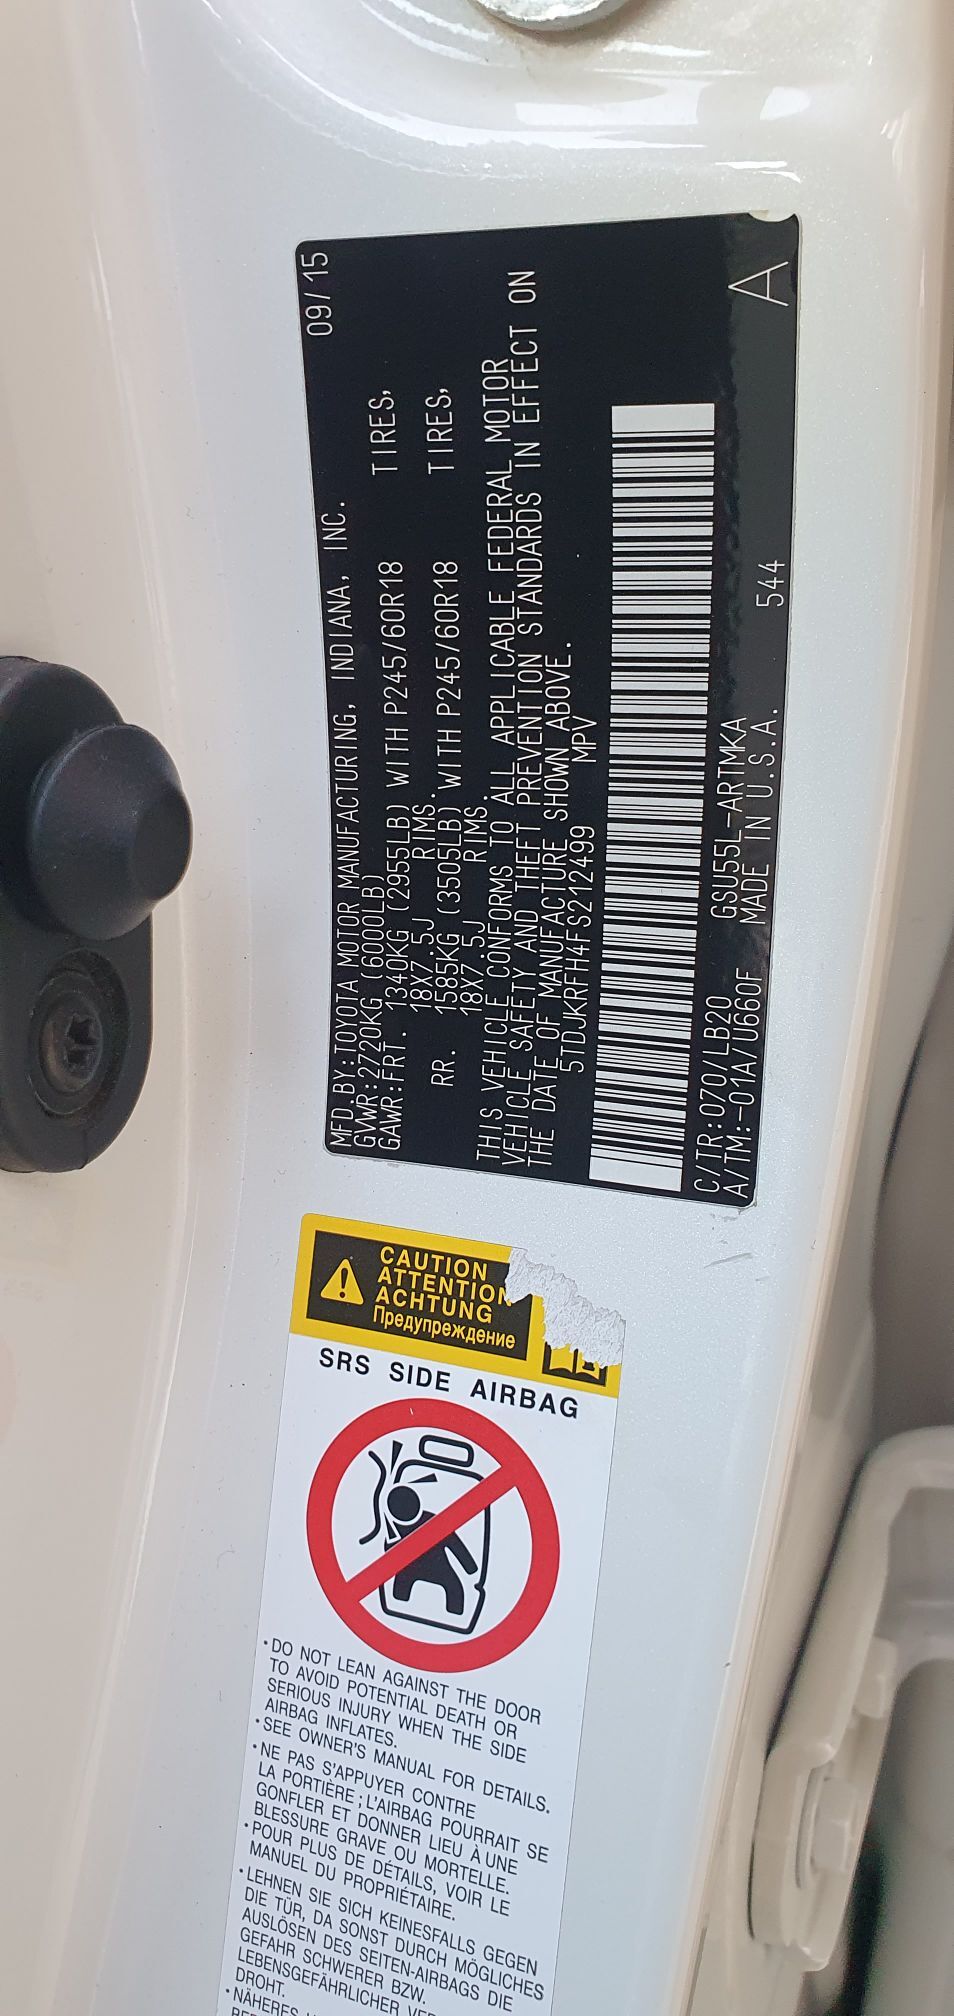 MFD.BY:TOYOTA MOTOR MANUFACTURING, INDIANA, INC. 09/15
GVWR:2720KG (6000LB)
GAWR:FRT. 1340KG (2955LB) WITH P245/60R18 TIRES,
18X7.5J RIMS.
RR. 1585KG (3505LB) WITH P245/60R18 TIRES,
18X7.5J RIMS.
THIS VEHICLE CONFORMS TO ALL APPLICABLE FEDERAL MOTOR
VEHICLE SAFETY AND THEFT PREVENTION STANDARDS IN EFFECT ON
THE DATE OF MANUFACTURE SHOWN ABOVE.
5TDJKRFH4FS212499 MPV
C/TR:070/LB20 GSU55L-ARTMKA
A/TM:-01A/U660F MADE IN U.S.A. 544 A
CAUTION
ATTENTION
ACHTUNG
Предупреждение
SRS SIDE AIRBAG
•DO NOT LEAN AGAINST THE DOOR
TO AVOID POTENTIAL DEATH OR
SERIOUS INJURY WHEN THE SIDE
AIRBAG INFLATES.
•SEE OWNER'S MANUAL FOR DETAILS.
•NE PAS S'APPUYER CONTRE
LA PORTIÈRE ; L'AIRBAG POURRAIT SE
GONFLER ET DONNER LIEU À UNE
BLESSURE GRAVE OU MORTELLE.
•POUR PLUS DE DÉTAILS, VOIR LE
MANUEL DU PROPRIÉTAIRE.
•LEHNEN SIE SICH KEINESFALLS GEGEN
DIE TÜR, DA SONST DURCH MÖGLICHES
AUSLÖSEN DES SEITEN-AIRBAGS DIE
GEFAHR SCHWERER BZW.
LEBENSGEFÄHRLICHER
DROHT.
•NÄHERES